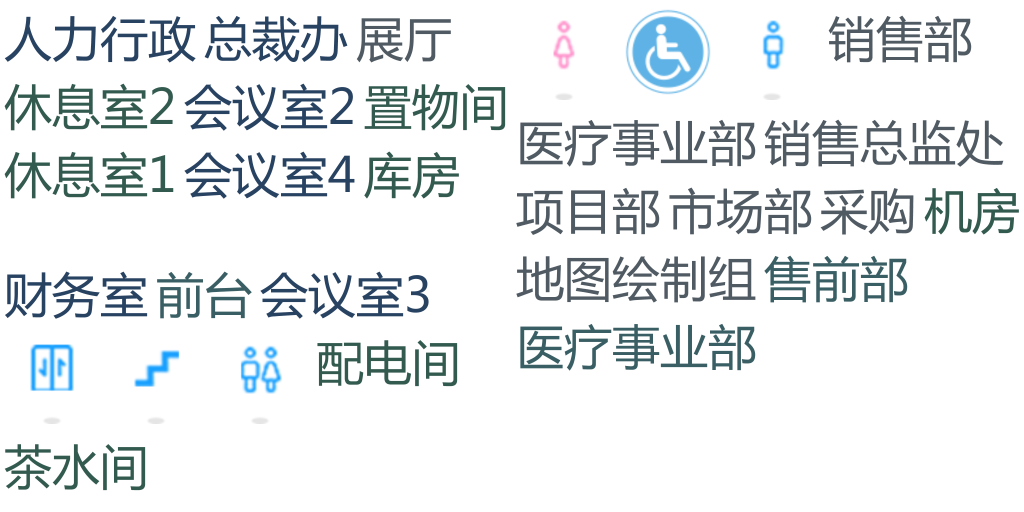 人力行政 总裁办 展厅
休息室2 会议室2 置物间
休息室1 会议室4 库房
财务室 前台 会议室3
配电间
茶水间
销售部
医疗事业部 销售总监处
项目部 市场部 采购 机房
地图绘制组 售前部
医疗事业部